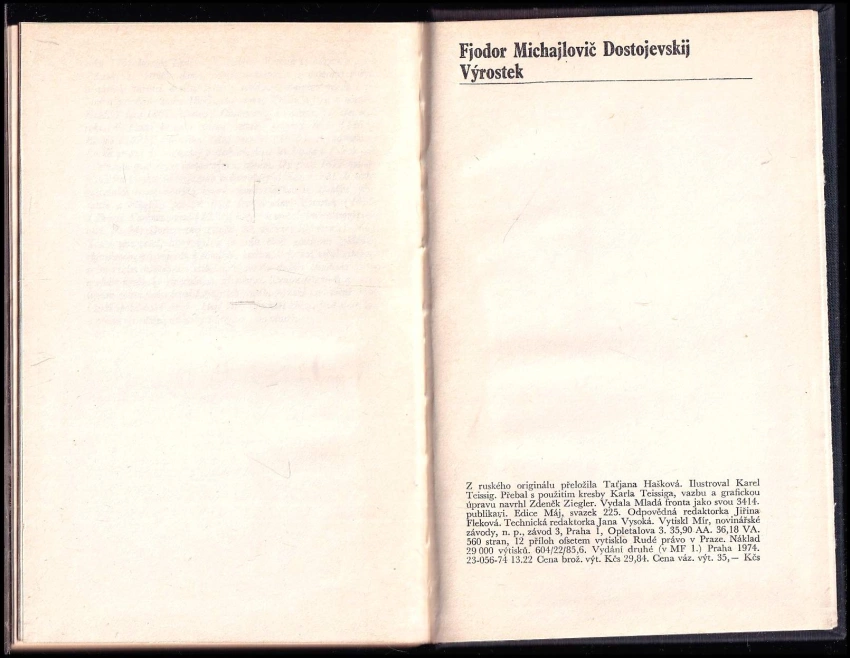 Fjodor Michajlovič Dostojevskij
Výrostek
Z ruského originálu přeložila Taťjana Hašková. Ilustroval Karel
Teissig. Přebal s použitím kresby Karla Teissiga, vazbu a grafickou
úpravu navrhl Zdeněk Ziegler. Vydala Mladá fronta jako svou 3414.
publikaci. Edice Máj, svazek 225. Odpovědná redaktorka Jiřina
Fleková. Technická redaktorka Jana Vysoká. Vytiskl Mír, novinářské
závody, n. p., závod 3, Praha 1, Opletalova 3. 35,90 AA. 36,18 VA.
560 stran, 12 příloh ofsetem vytisklo Rudé právo v Praze. Náklad
29 000 výtisků. 604/22/85,6. Vydání druhé (v MF 1.) Praha 1974.
23-056-74 13.22 Cena brož. výt. Kčs 29,84. Cena váz. výt. 35,— Kčs